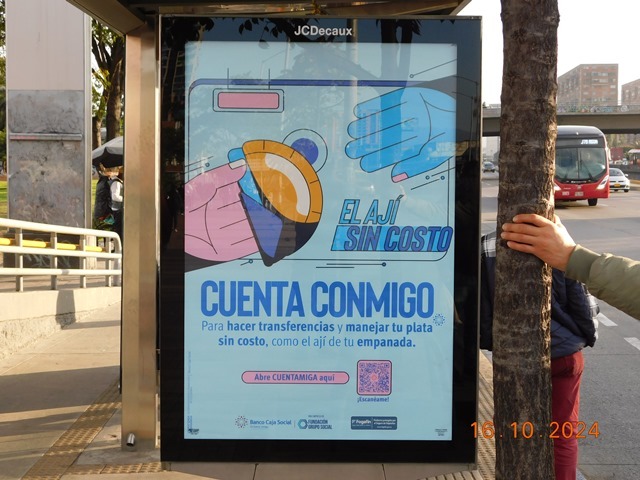 JCDecaux
EL AJÍ
SIN COSTO
CUENTA CONMIGO
Para hacer transferencias y manejar tu plata
sin costo, como el ají de tu empanada.
Abre CUENTAMIGA aquí
¡Escanéame!
Banco Caja Social
FUNDACIÓN
GRUPO SOCIAL
16.10.2024